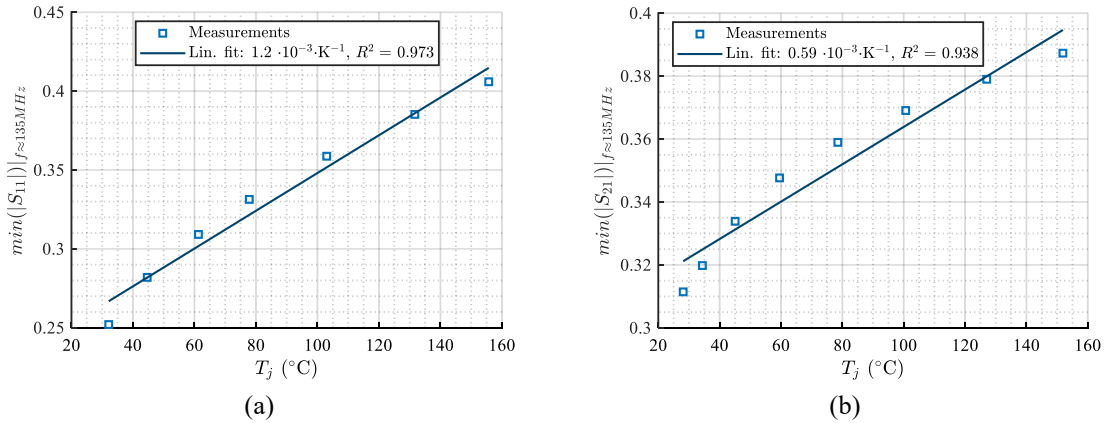 0.45
0.4
0.35
0.3
0.25
20 40 60 80 100 120 140 160
min(|S11|)|f≈135MHz
Tj (°C)
Measurements
Lin. fit: 1.2 ·10−3·K−1, R2 = 0.973
(a)
0.4
0.38
0.36
0.34
0.32
0.3
20 40 60 80 100 120 140 160
min(|S21|)|f≈135MHz
Tj (°C)
Measurements
Lin. fit: 0.59 ·10−3·K−1, R2 = 0.938
(b)